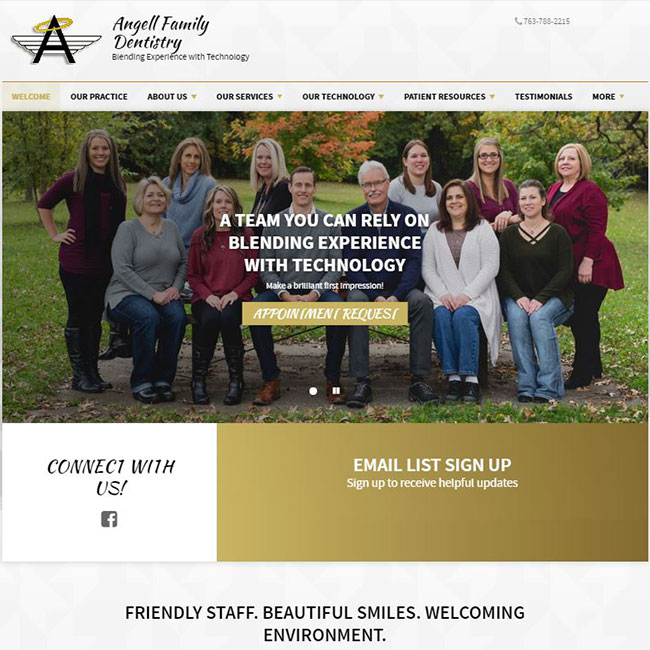 Angell Family
Dentistry
Blending Experience with Technology
763-788-2215
WELCOME OUR PRACTICE ABOUT US OUR SERVICES OUR TECHNOLOGY PATIENT RESOURCES TESTIMONIALS MORE
A TEAM YOU CAN RELY ON
BLENDING EXPERIENCE
WITH TECHNOLOGY
Make a brilliant first impression!
APPOINTMENT REQUEST
CONNECT WITH
US!
EMAIL LIST SIGN UP
Sign up to receive helpful updates
FRIENDLY STAFF. BEAUTIFUL SMILES. WELCOMING
ENVIRONMENT.